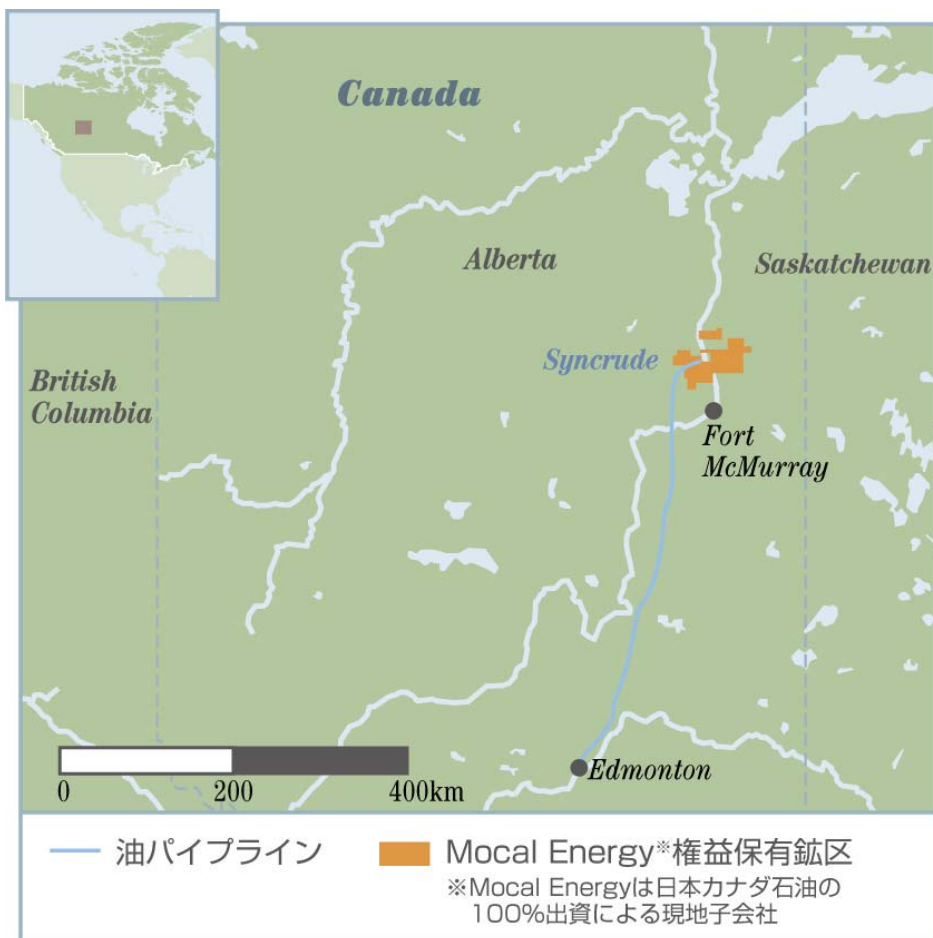 Canada
Alberta
Saskatchewan
Syncrude
British
Columbia
Fort
McMurray
Edmonton
0 200 400km
油パイプライン
Mocal Energy※権益保有鉱区
※Mocal Energyは日本カナダ石油の
100%出資による現地子会社